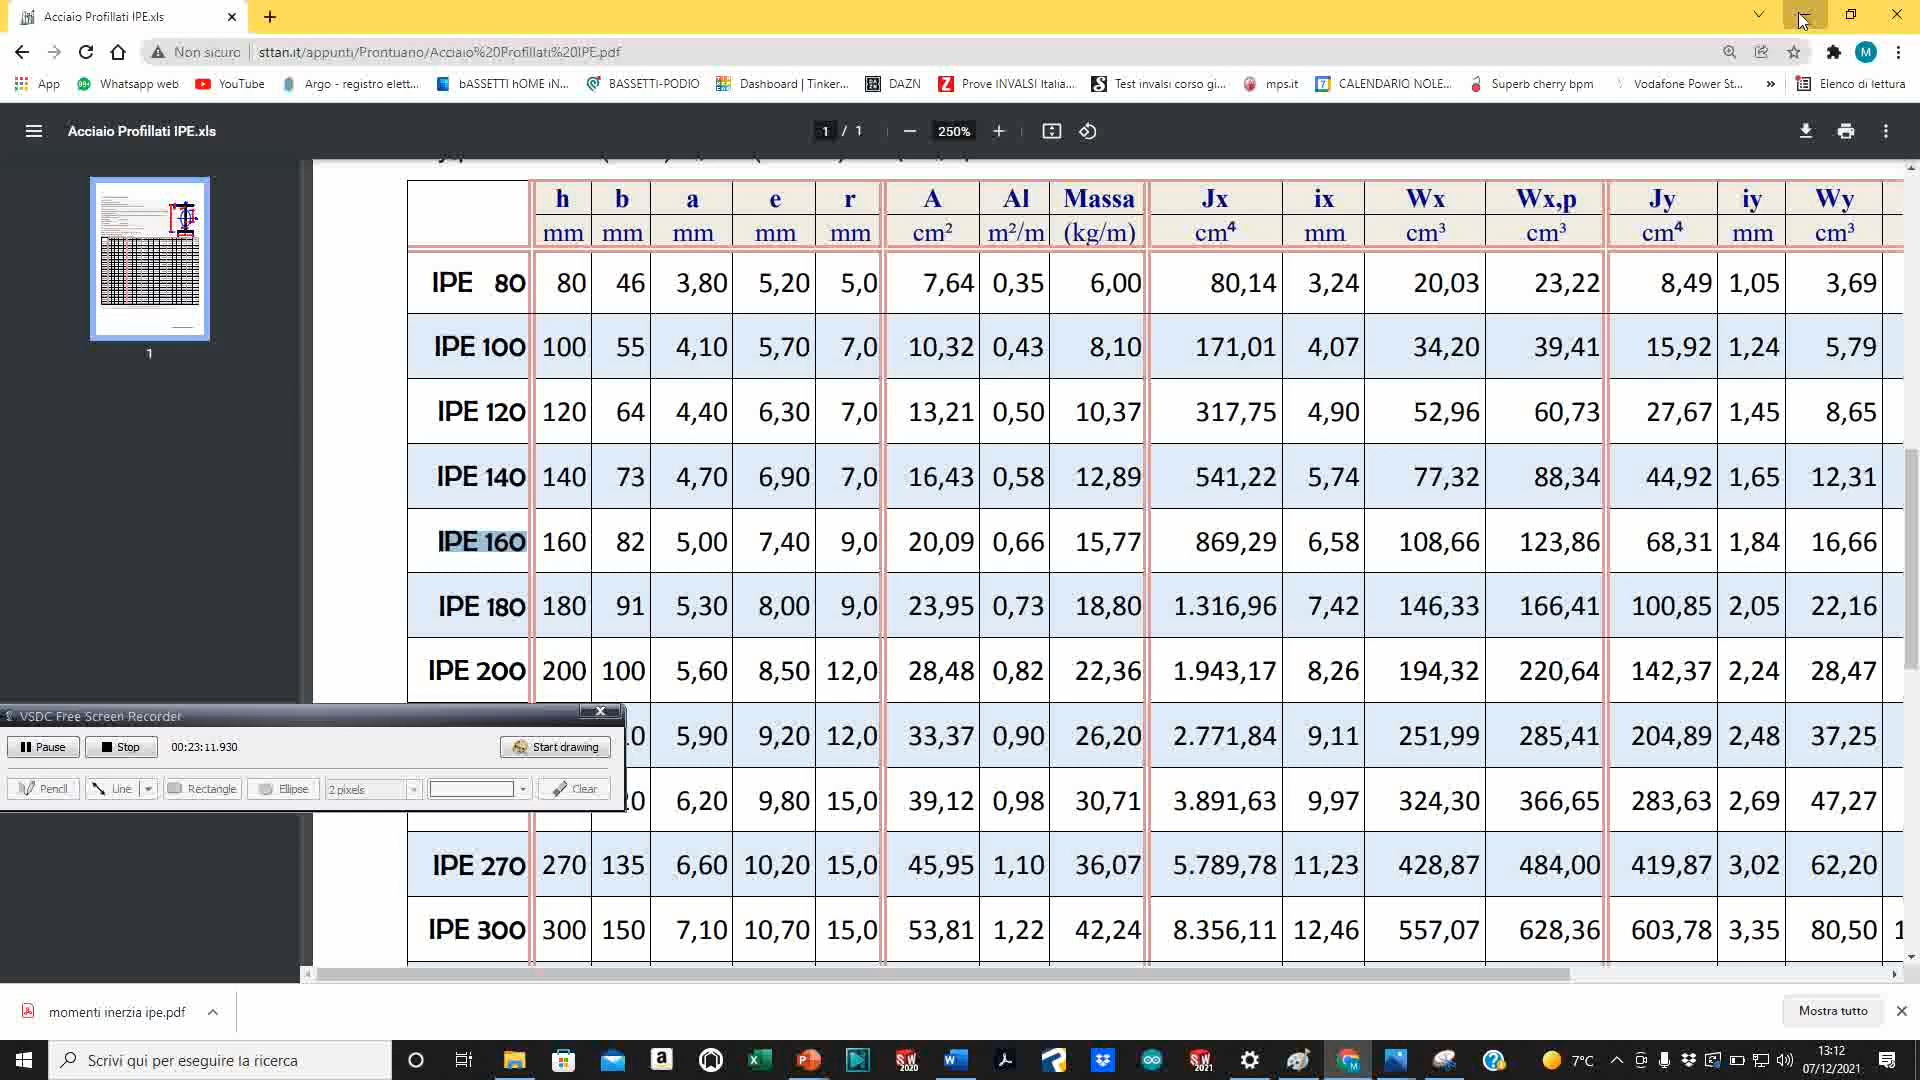 Acciaio Profillati IPE.xls
Non sicuro sttan.it/appunti/Prontuario/Acciaio%20Profillati%20IPE.pdf M
App Whatsapp web YouTube Argo - registro elett... bASSETTI hOME iN... BASSETTI-PODIO Dashboard | Tinker... DAZN Prove INVALSI Italia... Test invalsi corso gi... mps.it CALENDARIO NOLE... Superb cherry bpm Vodafone Power St... » Elenco di lettura
Acciaio Profillati IPE.xls 1 / 1 250%
1
h b a e r A Al Massa Jx ix Wx Wx,p Jy iy Wy
mm mm mm mm mm cm² m²/m (kg/m) cm⁴ mm cm³ cm³ cm⁴ mm cm³
IPE 80 80 46 3,80 5,20 5,0 7,64 0,35 6,00 80,14 3,24 20,03 23,22 8,49 1,05 3,69
IPE 100 100 55 4,10 5,70 7,0 10,32 0,43 8,10 171,01 4,07 34,20 39,41 15,92 1,24 5,79
IPE 120 120 64 4,40 6,30 7,0 13,21 0,50 10,37 317,75 4,90 52,96 60,73 27,67 1,45 8,65
IPE 140 140 73 4,70 6,90 7,0 16,43 0,58 12,89 541,22 5,74 77,32 88,34 44,92 1,65 12,31
IPE 160 160 82 5,00 7,40 9,0 20,09 0,66 15,77 869,29 6,58 108,66 123,86 68,31 1,84 16,66
IPE 180 180 91 5,30 8,00 9,0 23,95 0,73 18,80 1.316,96 7,42 146,33 166,41 100,85 2,05 22,16
IPE 200 200 100 5,60 8,50 12,0 28,48 0,82 22,36 1.943,17 8,26 194,32 220,64 142,37 2,24 28,47
0 5,90 9,20 12,0 33,37 0,90 26,20 2.771,84 9,11 251,99 285,41 204,89 2,48 37,25
0 6,20 9,80 15,0 39,12 0,98 30,71 3.891,63 9,97 324,30 366,65 283,63 2,69 47,27
IPE 270 270 135 6,60 10,20 15,0 45,95 1,10 36,07 5.789,78 11,23 428,87 484,00 419,87 3,02 62,20
IPE 300 300 150 7,10 10,70 15,0 53,81 1,22 42,24 8.356,11 12,46 557,07 628,36 603,78 3,35 80,50 1
VSDC Free Screen Recorder
Pause Stop 00:23:11.930 Start drawing
Pencil Line Rectangle Ellipse 2 pixels Clear
momenti inerzia ipe.pdf Mostra tutto
Scrivi qui per eseguire la ricerca 7°C 13:12
07/12/2021